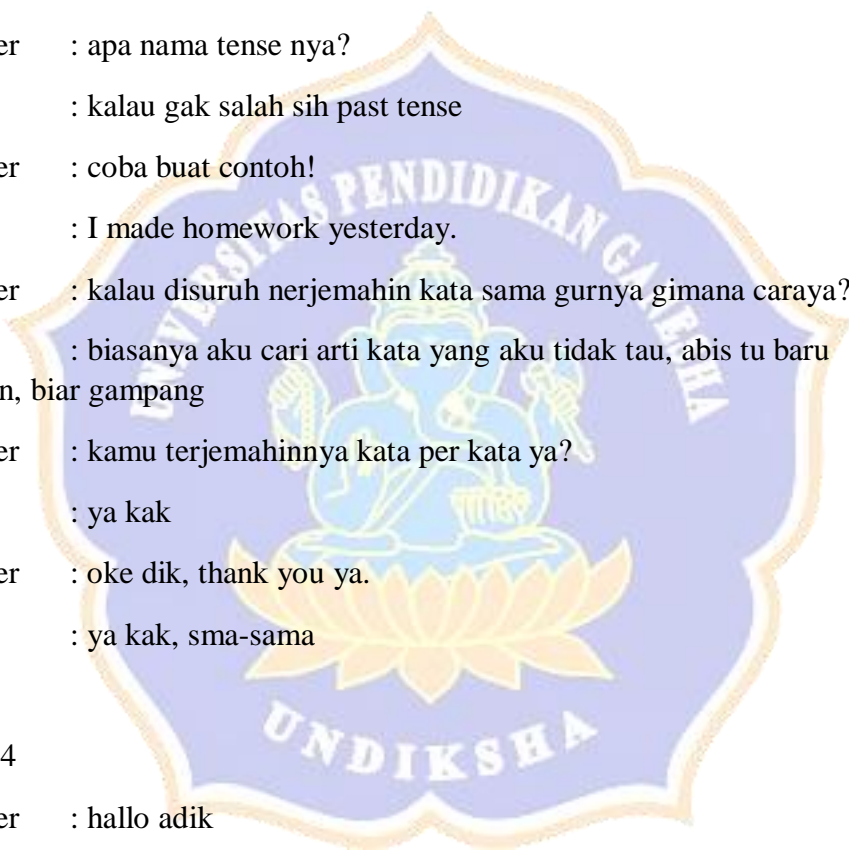 er : apa nama tense nya?
: kalau gak salah sih past tense
er : coba buat contoh!
: I made homework yesterday.
er : kalau disuruh nerjemahin kata sama gurnya gimana caraya?
: biasanya aku cari arti kata yang aku tidak tau, abis tu baru
n, biar gampang
er : kamu terjemahinnya kata per kata ya?
: ya kak
er : oke dik, thank you ya.
: ya kak, sma-sama
4
er : hallo adik
UNIVERSITAS PENDIDIKAN GANESHA
UNDIKSHA